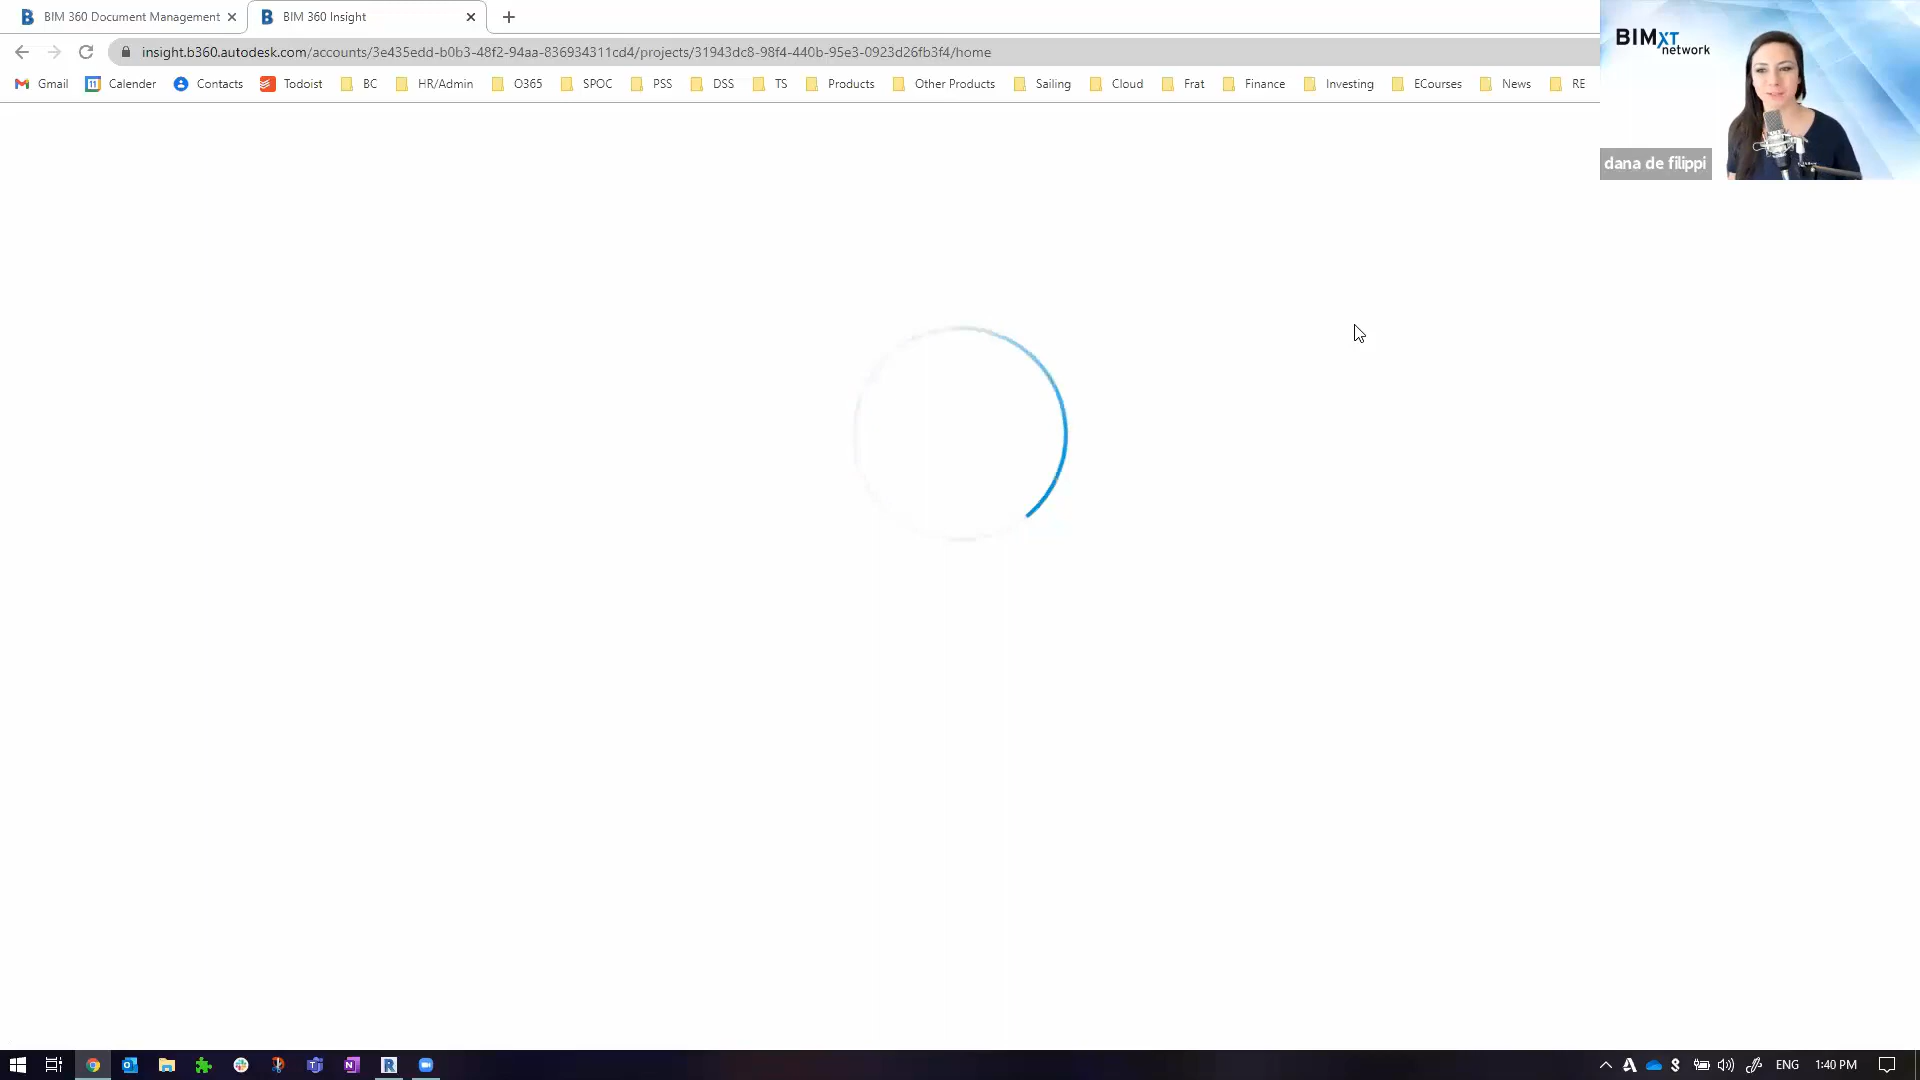 BIM 360 Document Management
BIM 360 Insight
insight.b360.autodesk.com/accounts/3e435edd-b0b3-48f2-94aa-836934311cd4/projects/31943dc8-98f4-440b-95e3-0923d26fb3f4/home
Gmail 11 Calender Contacts Todoist BC HR/Admin O365 SPOC PSS DSS TS Products Other Products Sailing Cloud Frat Finance Investing ECourses News RE
BIMXT
network
dana de filippi
ENG 1:40 PM